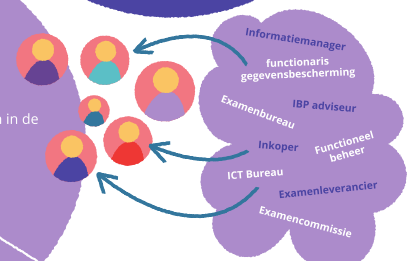 n in de
Informatiemanager
functionaris
gegevensbescherming
Examenbureau
IBP adviseur
Inkoper
Functioneel
beheer
ICT Bureau
Examenleverancier
Examencommissie